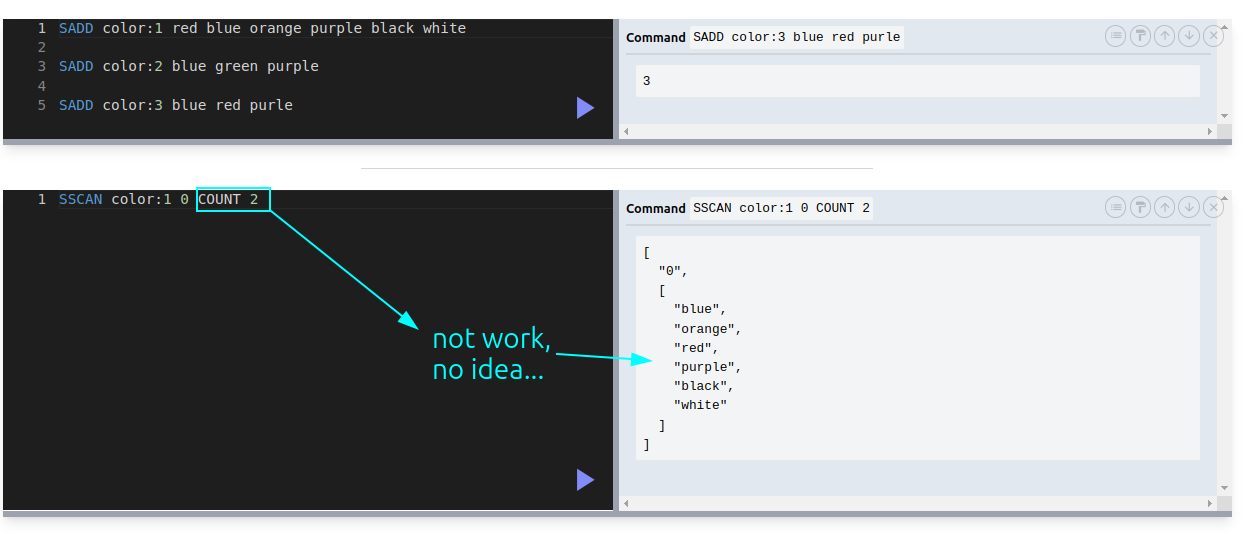 1 SADD color:1 red blue orange purple black white
2
3 SADD color:2 blue green purple
4
5 SADD color:3 blue red purle
Command SADD color:3 blue red purle
3
1 SSCAN color:1 0 COUNT 2
not work,
no idea...
Command SSCAN color:1 0 COUNT 2
[
"0",
[
"blue",
"orange",
"red",
"purple",
"black",
"white"
]
]